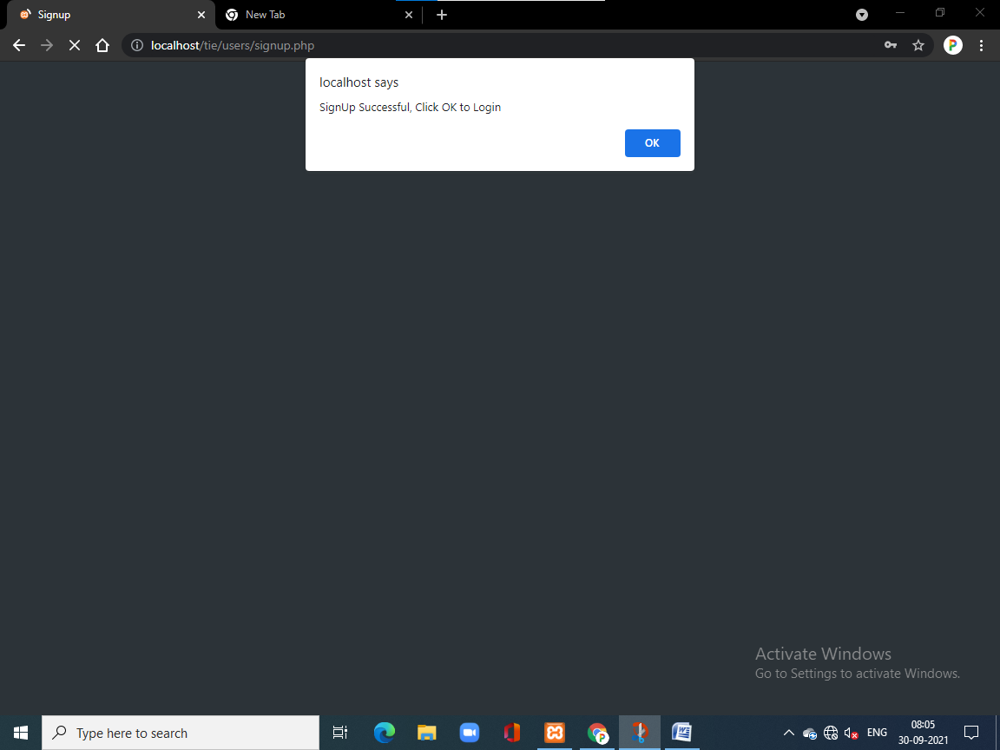 Signup
New Tab
localhost/tie/users/signup.php
P
localhost says
SignUp Successful, Click OK to Login
OK
Activate Windows
Go to Settings to activate Windows.
Type here to search
P
W
ENG
08:05
30-09-2021